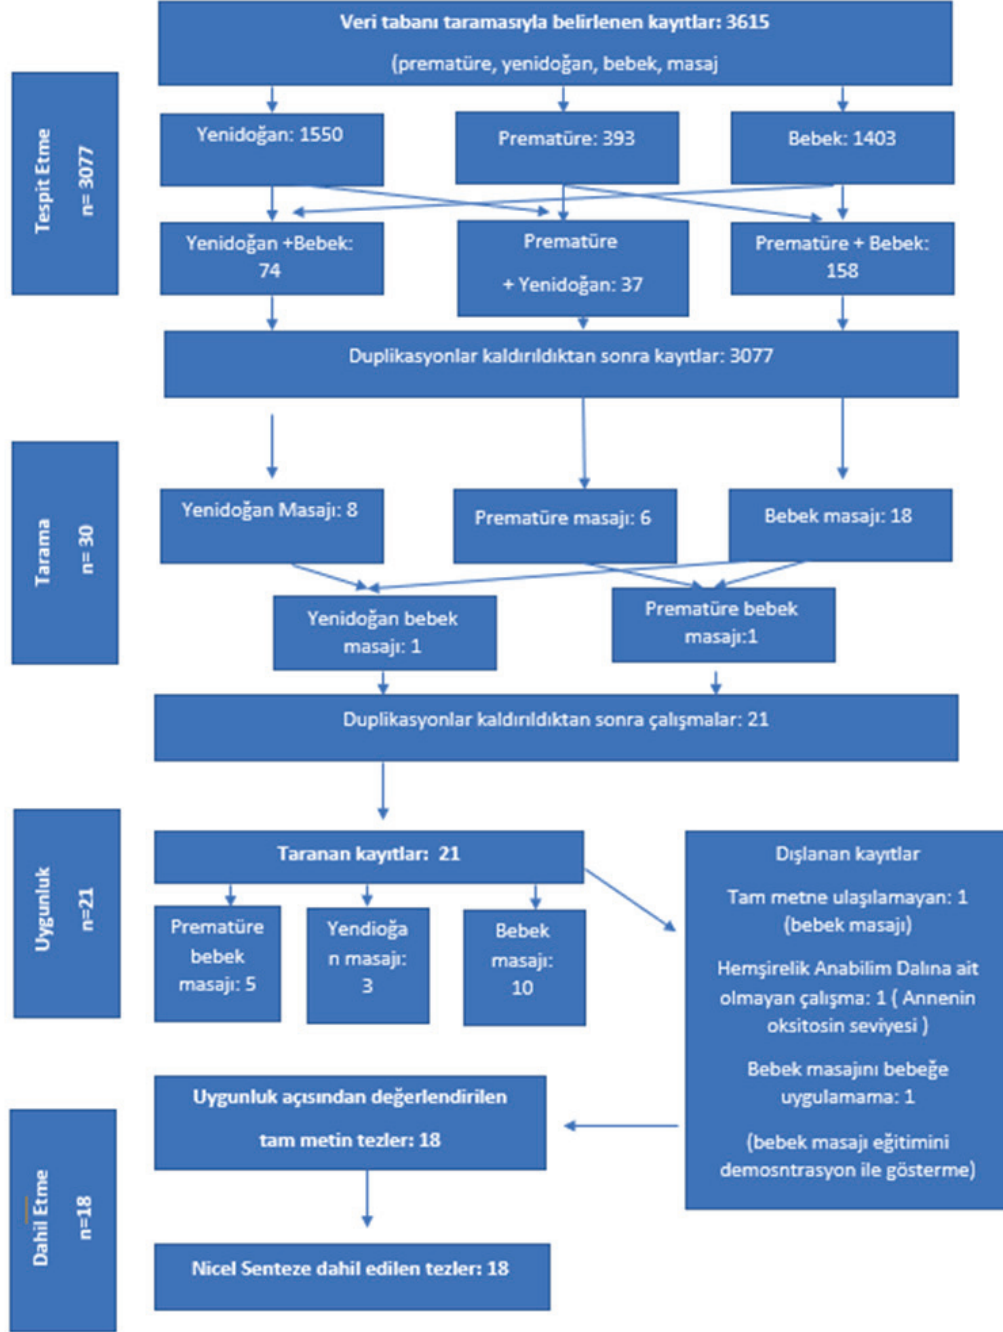 Veri tabanı taramasıyla belirlenen kayıtlar: 3615
(prematüre, yenidoğan, bebek, masaj
Tespit Etme
n= 3077
Yenidoğan: 1550
Prematüre: 393
Bebek: 1403
Yenidoğan +Bebek:
74
Prematüre
+ Yenidoğan: 37
Prematüre + Bebek:
158
Duplikasyonlar kaldırıldıktan sonra kayıtlar: 3077
Tarama
n= 30
Yenidoğan Masajı: 8
Prematüre masajı: 6
Bebek masajı: 18
Yenidoğan bebek
masajı: 1
Prematüre bebek
masajı:1
Duplikasyonlar kaldırıldıktan sonra çalışmalar: 21
Uygunluk
n=21
Taranan kayıtlar: 21
Prematüre
bebek
masajı: 5
Yendioğa
n masajı:
3
Bebek
masajı:
10
Dışlanan kayıtlar
Tam metne ulaşılamayan: 1
(bebek masajı)
Hemşirelik Anabilim Dalına ait
olmayan çalışma: 1 ( Annenin
oksitosin seviyesi )
Bebek masajını bebeğe
uygulamama: 1
(bebek masajı eğitimini
demosntrasyon ile gösterme)
Dahil Etme
n=18
Uygunluk açısından değerlendirilen
tam metin tezler: 18
Nicel Senteze dahil edilen tezler: 18